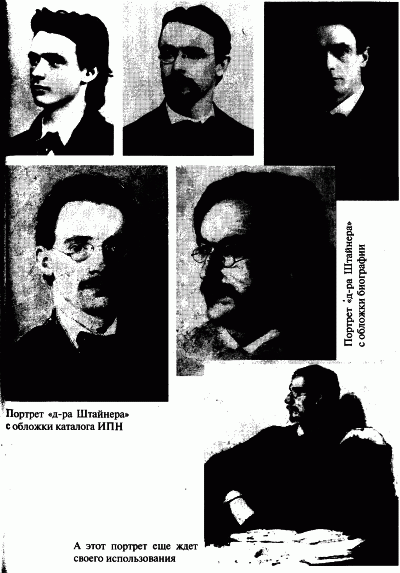 Портрет «д-ра Штайнера»
с обложки биографии
Портрет «д-ра Штайнера»
с обложки каталога ИПН
А этот портрет еще ждет
своего использования